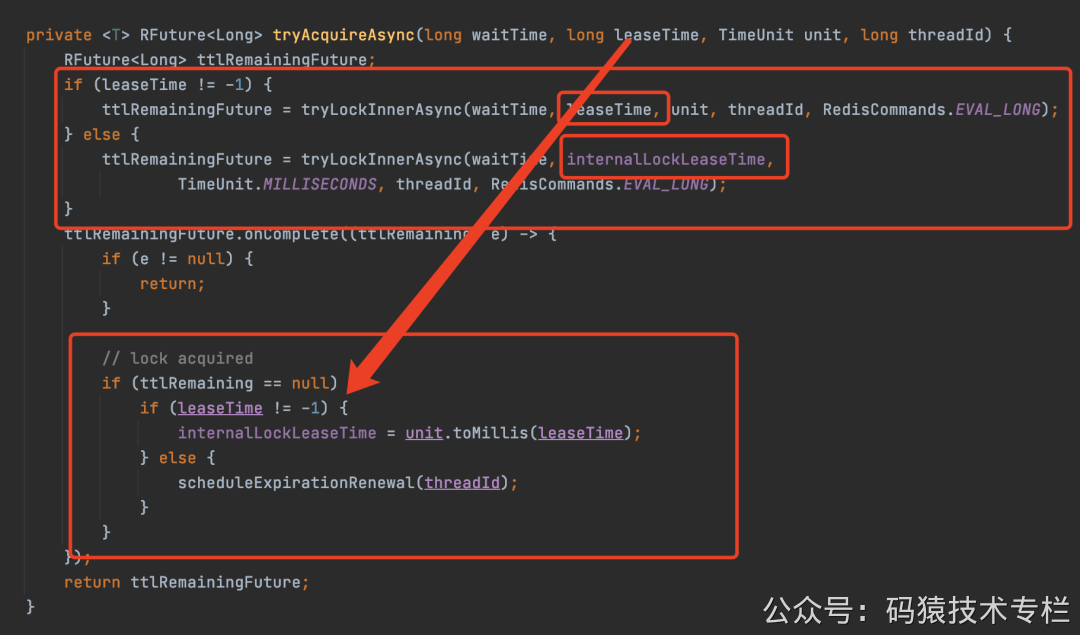 private <T> RFuture<Long> tryAcquireAsync(long waitTime, long leaseTime, TimeUnit unit, long threadId) {
    RFuture<Long> ttlRemainingFuture;
    if (leaseTime != -1) {
        ttlRemainingFuture = tryLockInnerAsync(waitTime, leaseTime, unit, threadId, RedisCommands.EVAL_LONG);
    } else {
        ttlRemainingFuture = tryLockInnerAsync(waitTime, internalLockLeaseTime,
                TimeUnit.MILLISECONDS, threadId, RedisCommands.EVAL_LONG);
    }
    ttlRemainingFuture.onComplete((ttlRemaining, e) -> {
        if (e != null) {
            return;
        }
        // lock acquired
        if (ttlRemaining == null)
            if (leaseTime != -1) {
                internalLockLeaseTime = unit.toMillis(leaseTime);
            } else {
                scheduleExpirationRenewal(threadId);
            }
        }
    });
    return ttlRemainingFuture;
}
公众号：码猿技术专栏